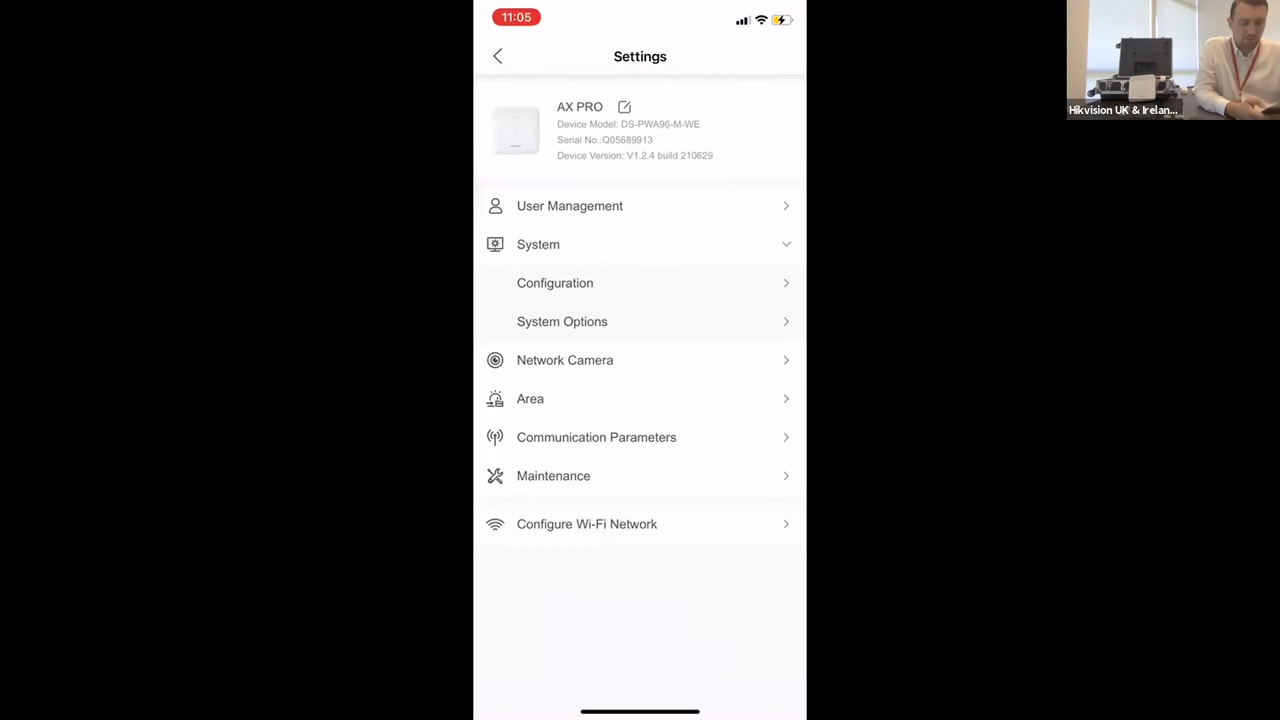 11:05
Settings
AX PRO
Device Model: DS-PWA96-M-WE
Serial No.:Q05689913
Device Version: V1.2.4 build 210629
User Management
System
Configuration
System Options
Network Camera
Area
Communication Parameters
Maintenance
Configure Wi-Fi Network
Hikvision UK & Irelan...